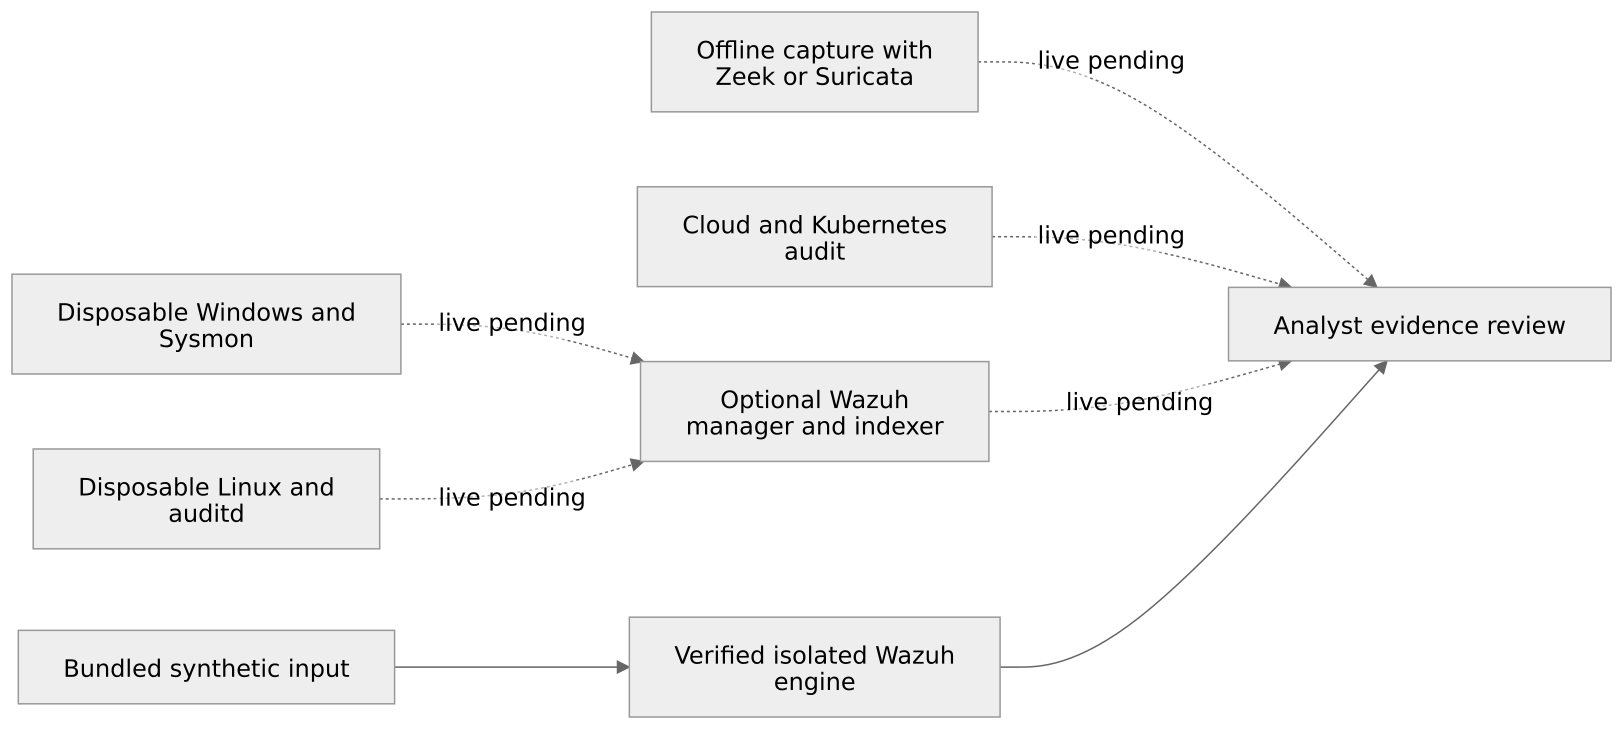 Offline capture with
Zeek or Suricata
live pending
Cloud and Kubernetes
audit
live pending
Disposable Windows and
Sysmon
live pending
Analyst evidence review
Optional Wazuh
manager and indexer
live pending
Disposable Linux and
auditd
live pending
Bundled synthetic input
Verified isolated Wazuh
engine